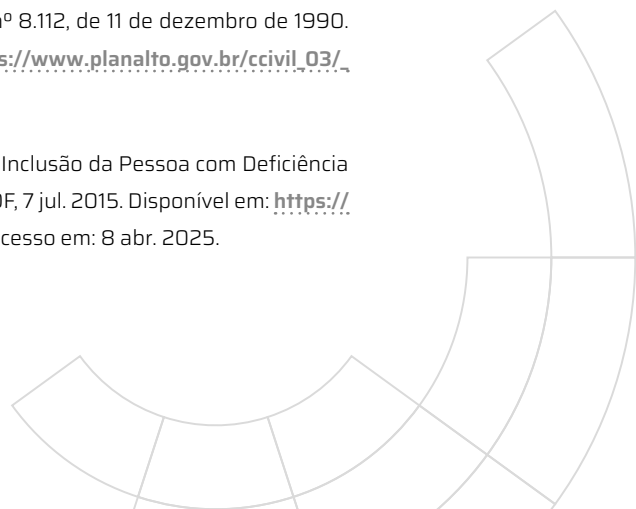 nº 8.112, de 11 de dezembro de 1990.
s://www.planalto.gov.br/ccivil_03/_
Inclusão da Pessoa com Deficiência
DF, 7 jul. 2015. Disponível em: https://
cesso em: 8 abr. 2025.